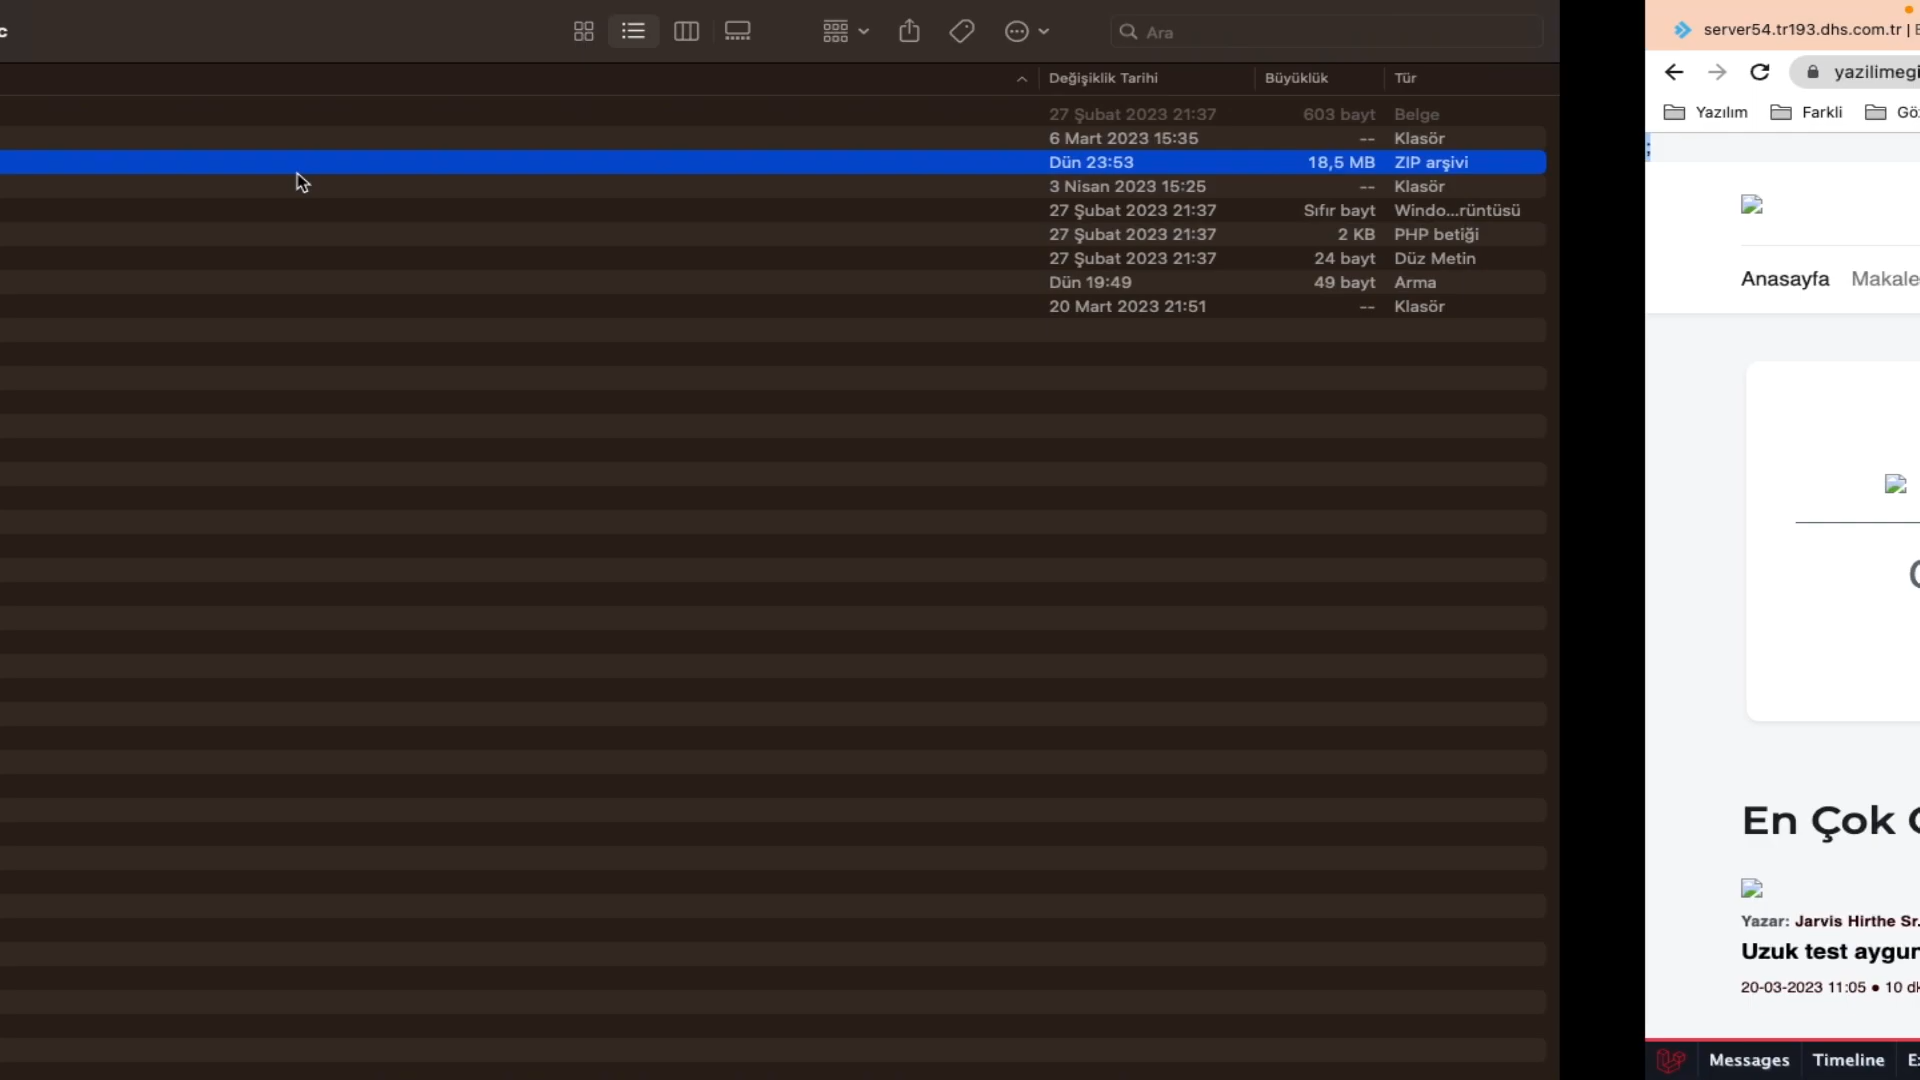 c
Ara
Değişiklik Tarihi Büyüklük Tür
27 Şubat 2023 21:37 603 bayt Belge
6 Mart 2023 15:35 -- Klasör
Dün 23:53 18,5 MB ZIP arşivi
3 Nisan 2023 15:25 -- Klasör
27 Şubat 2023 21:37 Sıfır bayt Windo...rüntüsü
27 Şubat 2023 21:37 2 KB PHP betiği
27 Şubat 2023 21:37 24 bayt Düz Metin
Dün 19:49 49 bayt Arma
20 Mart 2023 21:51 -- Klasör
server54.tr193.dhs.com.tr |
yazilimegi
Yazılım Farkli Gö
;
Anasayfa Makale
En Çok
Yazar: Jarvis Hirthe Sr.
Uzuk test aygur
20-03-2023 11:05 ● 10 dk
Messages Timeline